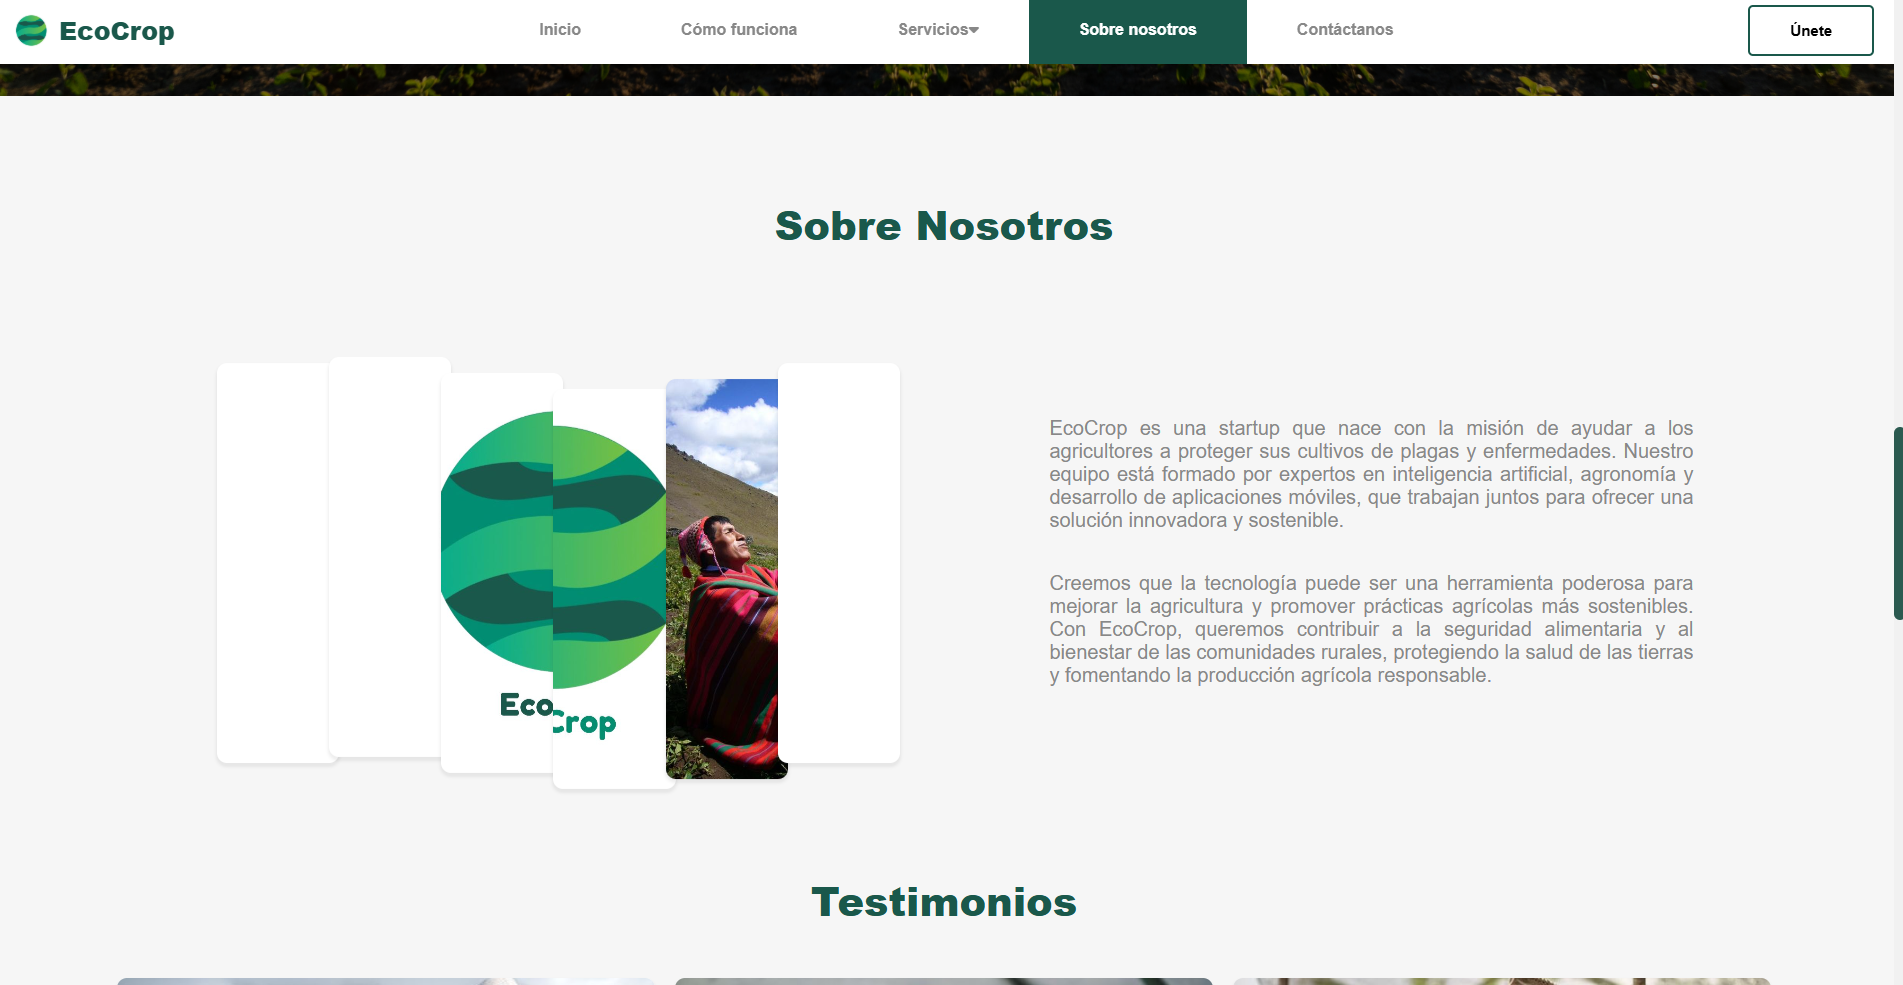 EcoCrop
Inicio
Cómo funciona
Servicios
Sobre nosotros
Contáctanos
Únete
Sobre Nosotros
EcoCrop
EcoCrop es una startup que nace con la misión de ayudar a los
agricultores a proteger sus cultivos de plagas y enfermedades. Nuestro
equipo está formado por expertos en inteligencia artificial, agronomía y
desarrollo de aplicaciones móviles, que trabajan juntos para ofrecer una
solución innovadora y sostenible.
Creemos que la tecnología puede ser una herramienta poderosa para
mejorar la agricultura y promover prácticas agrícolas más sostenibles.
Con EcoCrop, queremos contribuir a la seguridad alimentaria y al
bienestar de las comunidades rurales, protegiendo la salud de las tierras
y fomentando la producción agrícola responsable.
Testimonios